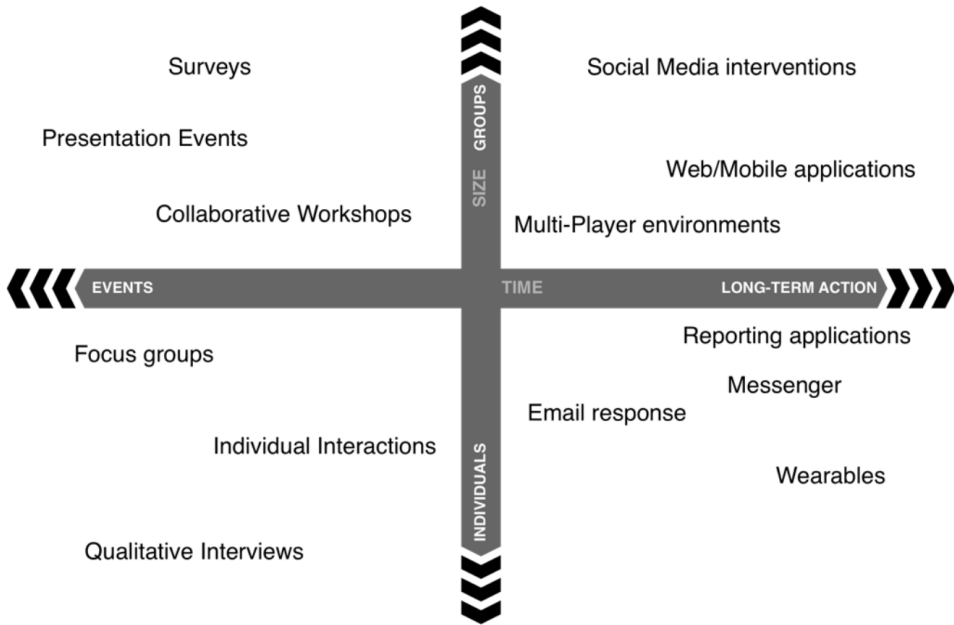 Surveys
Social Media interventions
GROUPS
Presentation Events
Web/Mobile applications
SIZE
Collaborative Workshops
Multi-Player environments
EVENTS
TIME
LONG-TERM ACTION
Reporting applications
Focus groups
Messenger
Email response
Individual Interactions
INDIVIDUALS
Wearables
Qualitative Interviews